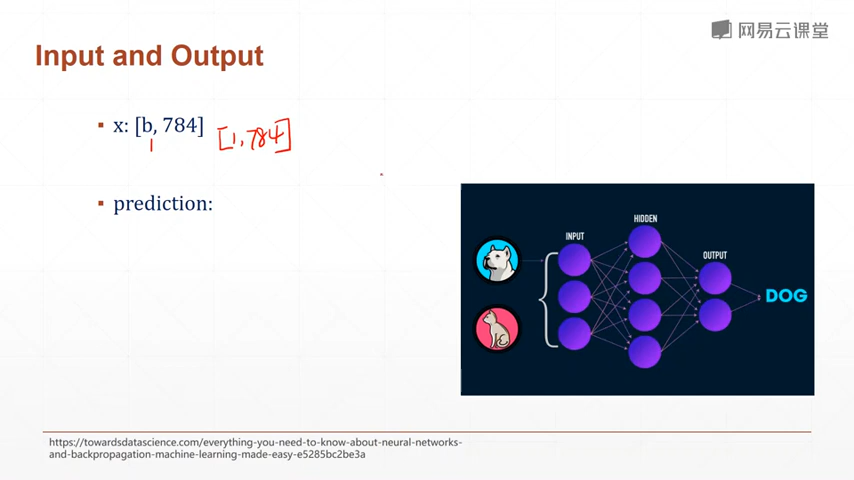 网易云课堂
Input and Output
▪ x: [b, 784] [1, 784]
1
▪ prediction:
HIDDEN
INPUT
OUTPUT
DOG
https://towardsdatascience.com/everything-you-need-to-know-about-neural-networks-
and-backpropagation-machine-learning-made-easy-e5285bc2be3a